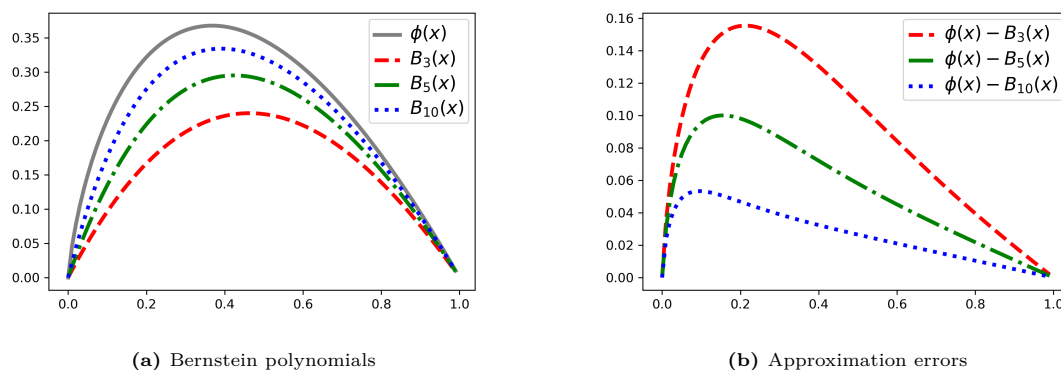 0.35
0.30
0.25
0.20
0.15
0.10
0.05
0.00
0.0 0.2 0.4 0.6 0.8 1.0
ϕ(x)
B₃(x)
B₅(x)
B₁₀(x)
(a) Bernstein polynomials
0.16
0.14
0.12
0.10
0.08
0.06
0.04
0.02
0.00
0.0 0.2 0.4 0.6 0.8 1.0
ϕ(x) − B₃(x)
ϕ(x) − B₅(x)
ϕ(x) − B₁₀(x)
(b) Approximation errors